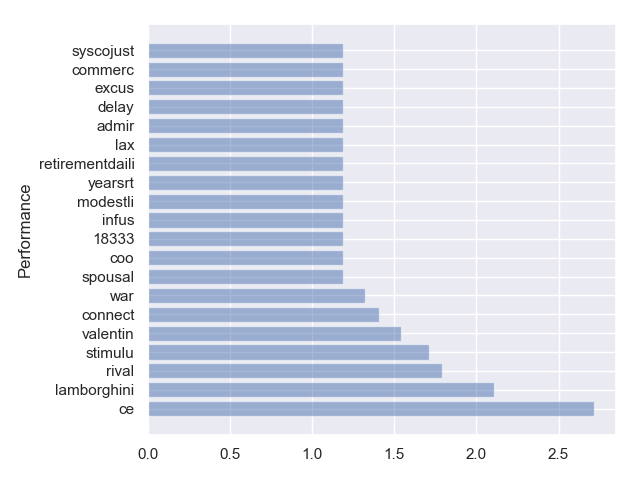 syscojust
commerc
excus
delay
admir
lax
retirementdaili
yearsrt
modestli
infus
18333
coo
spousal
war
connect
valentin
stimulu
rival
lamborghini
ce
Performance
0.0 0.5 1.0 1.5 2.0 2.5